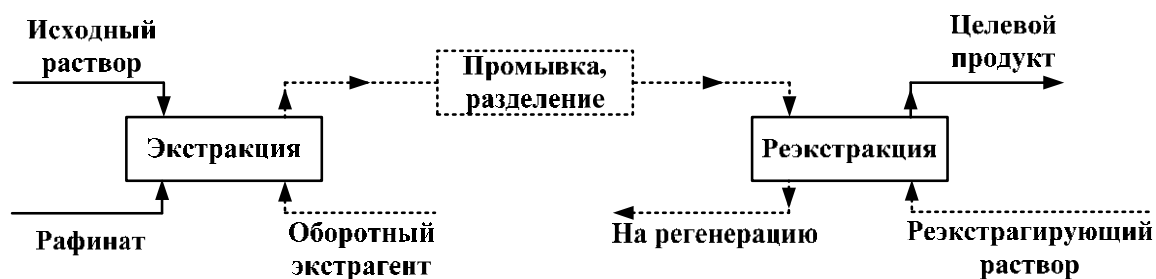 Исходный
раствор
Целевой
продукт
Промывка,
разделение
Экстракция
Реэкстракция
Рафинат
Оборотный
экстрагент
На регенерацию
Реэкстрагирующий
раствор